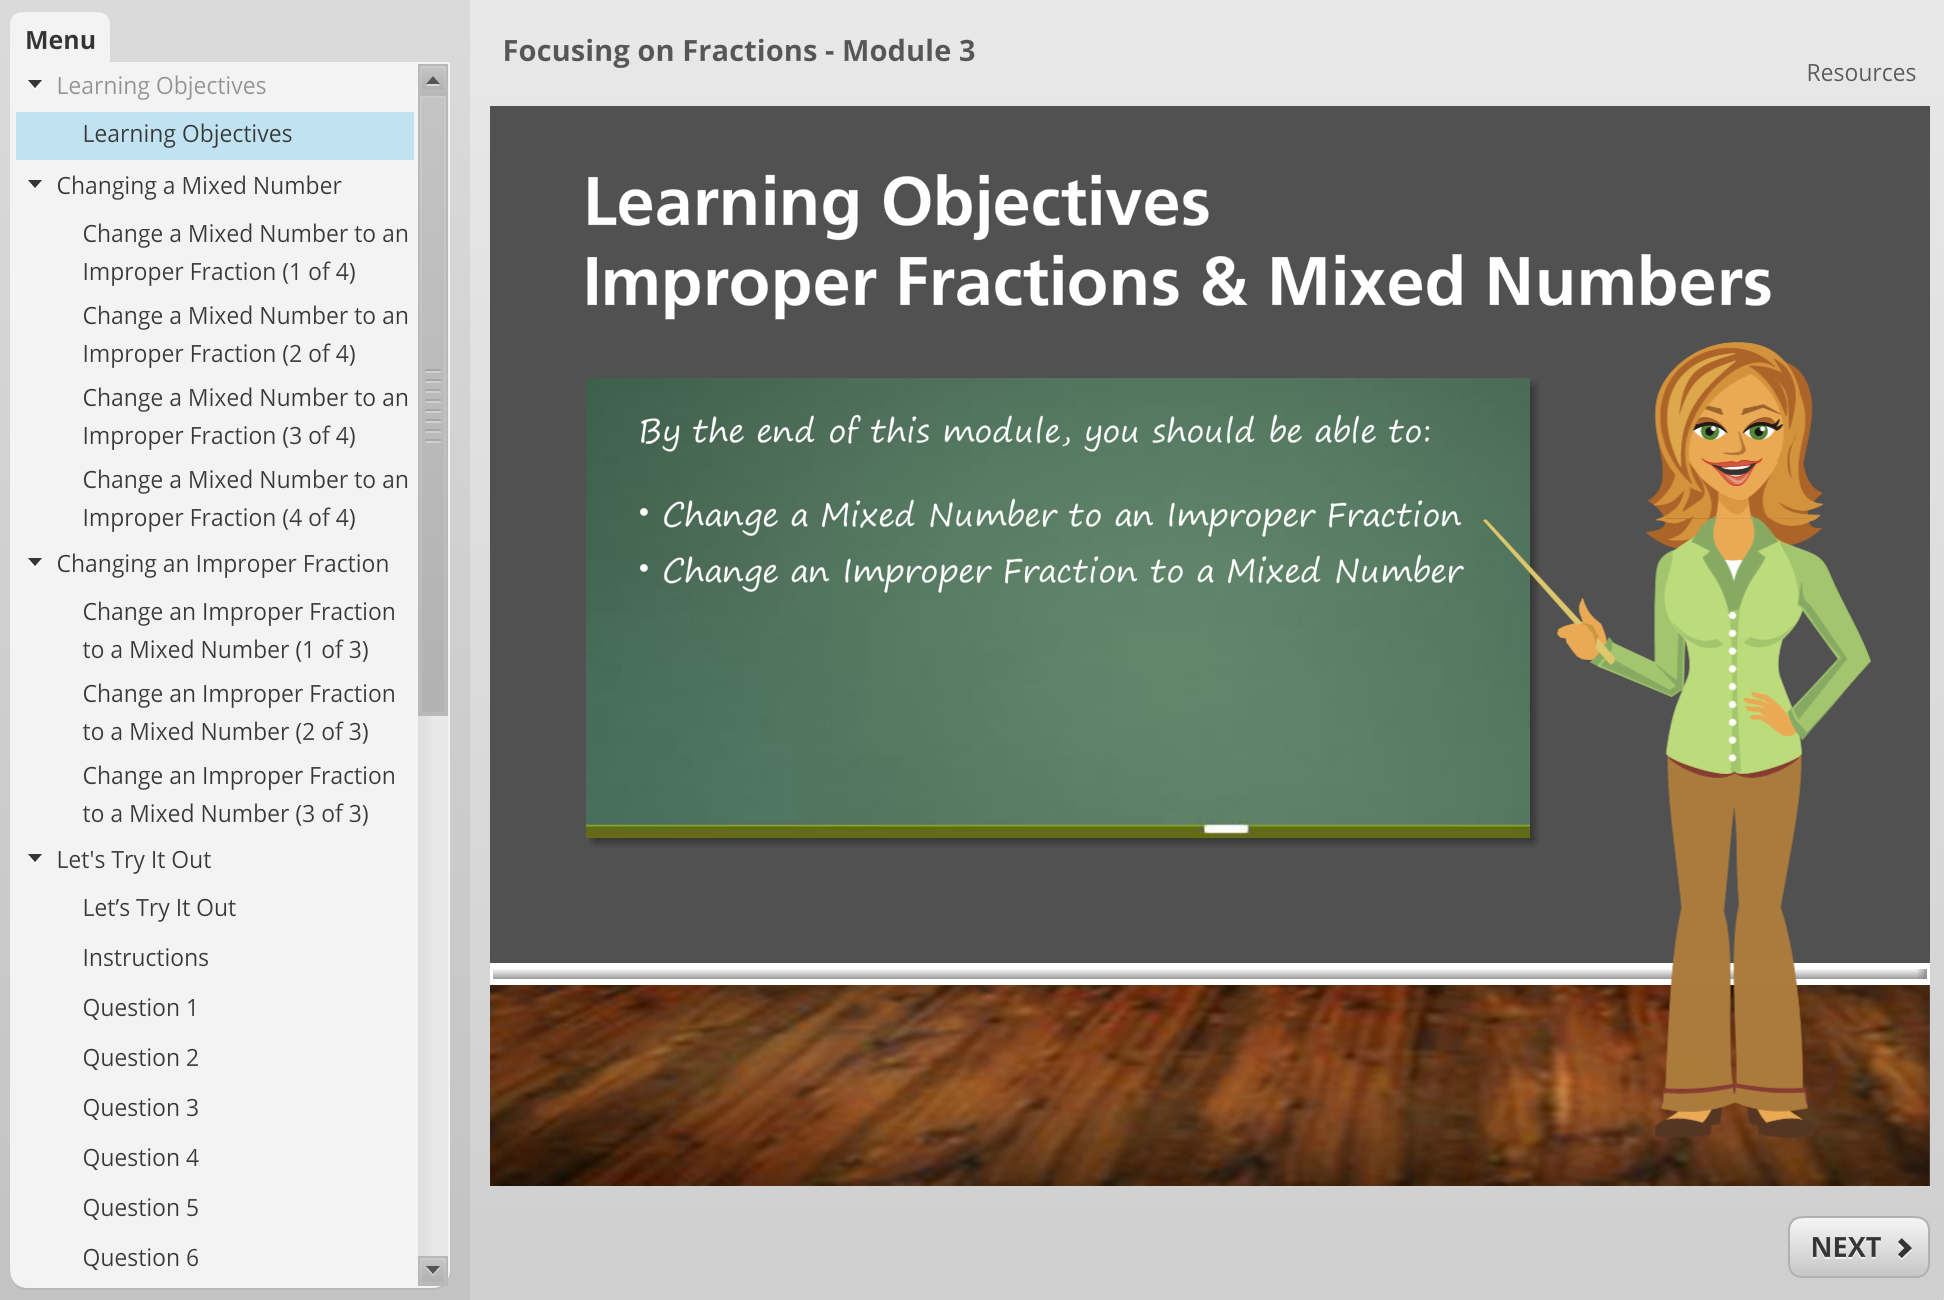 Menu
Learning Objectives
Learning Objectives
Changing a Mixed Number
Change a Mixed Number to an
Improper Fraction (1 of 4)
Change a Mixed Number to an
Improper Fraction (2 of 4)
Change a Mixed Number to an
Improper Fraction (3 of 4)
Change a Mixed Number to an
Improper Fraction (4 of 4)
Changing an Improper Fraction
Change an Improper Fraction
to a Mixed Number (1 of 3)
Change an Improper Fraction
to a Mixed Number (2 of 3)
Change an Improper Fraction
to a Mixed Number (3 of 3)
Let's Try It Out
Let’s Try It Out
Instructions
Question 1
Question 2
Question 3
Question 4
Question 5
Question 6
Focusing on Fractions - Module 3
Resources
Learning Objectives
Improper Fractions & Mixed Numbers
By the end of this module, you should be able to:
• Change a Mixed Number to an Improper Fraction
• Change an Improper Fraction to a Mixed Number
NEXT